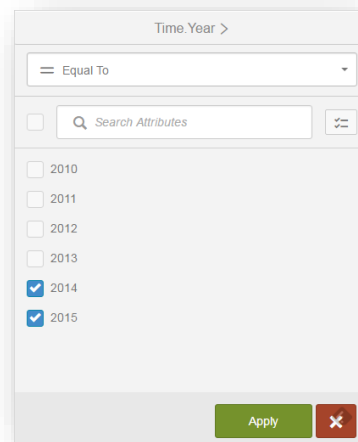 Time.Year >
= Equal To
Search Attributes
2010
2011
2012
2013
2014
2015
Apply